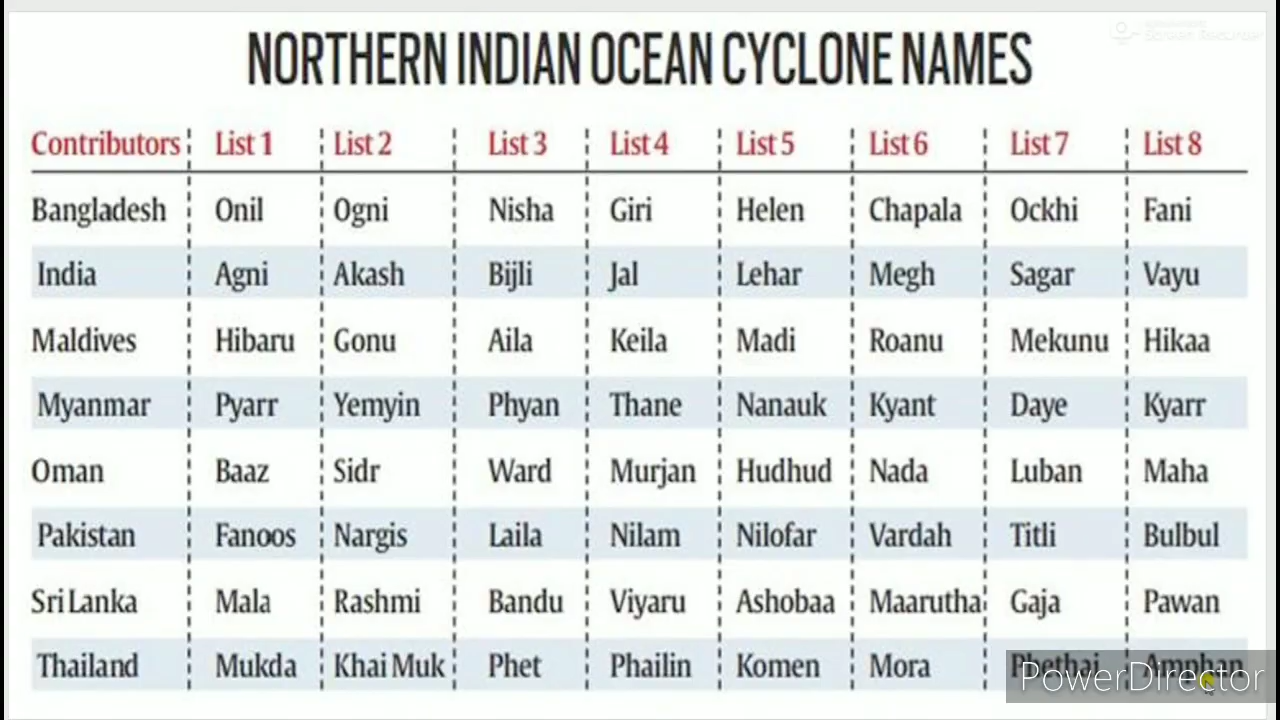 Screen Recorder
NORTHERN INDIAN OCEAN CYCLONE NAMES
Contributors List 1 List 2 List 3 List 4 List 5 List 6 List 7 List 8
Bangladesh Onil Ogni Nisha Giri Helen Chapala Ockhi Fani
India Agni Akash Bijli Jal Lehar Megh Sagar Vayu
Maldives Hibaru Gonu Aila Keila Madi Roanu Mekunu Hikaa
Myanmar Pyarr Yemyin Phyan Thane Nanauk Kyant Daye Kyarr
Oman Baaz Sidr Ward Murjan Hudhud Nada Luban Maha
Pakistan Fanoos Nargis Laila Nilam Nilofar Vardah Titli Bulbul
Sri Lanka Mala Rashmi Bandu Viyaru Ashobaa Maarutha Gaja Pawan
Thailand Mukda Khai Muk Phet Phailin Komen Mora Phethai Amphan
PowerDirector